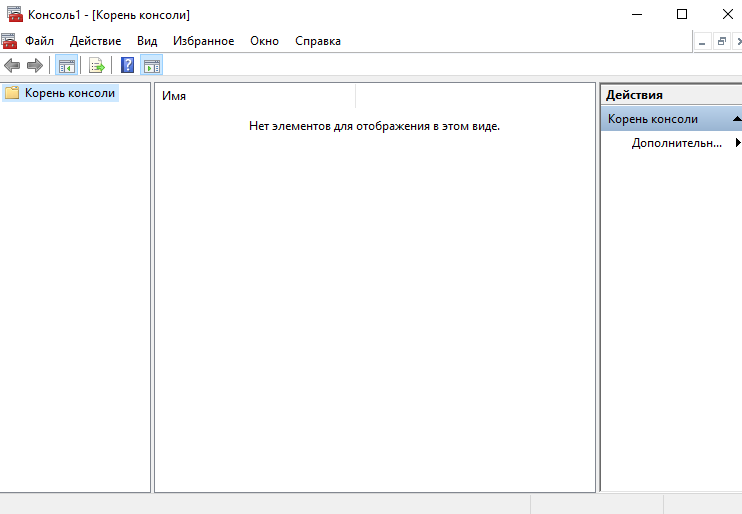 Консоль1 - [Корень консоли]
Файл Действие Вид Избранное Окно Справка
Корень консоли
Имя
Нет элементов для отображения в этом виде.
Действия
Корень консоли
Дополнительн...